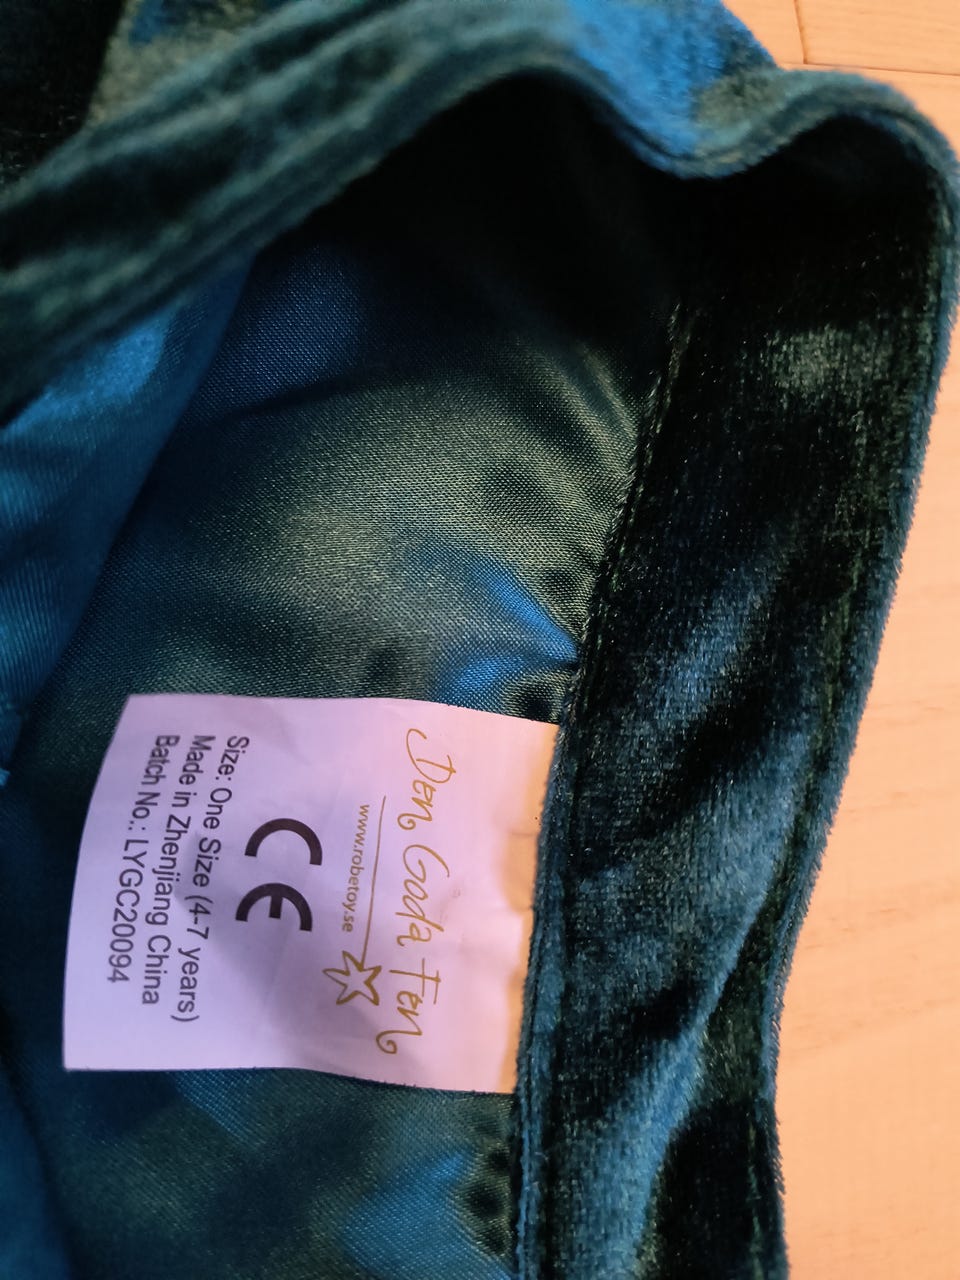 Den Goda Fen
www.robetoy.se
CE
Size: One Size (4-7 years)
Made in Zhenjiang China
Batch No.: LYGC20094